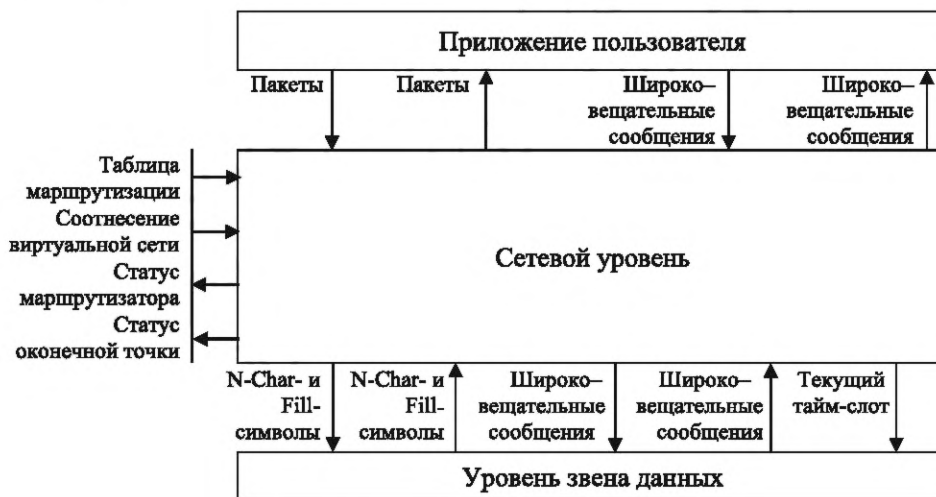 Приложение пользователя
Пакеты
Пакеты
Широко–
вещательные
сообщения
Широко–
вещательные
сообщения
Таблица
маршрутизации
Соотнесение
виртуальной сети
Статус
маршрутизатора
Статус
оконечной точки
Сетевой уровень
N-Char- и
Fill-
символы
N-Char- и
Fill-
символы
Широко–
вещательные
сообщения
Широко–
вещательные
сообщения
Текущий
тайм-слот
Уровень звена данных